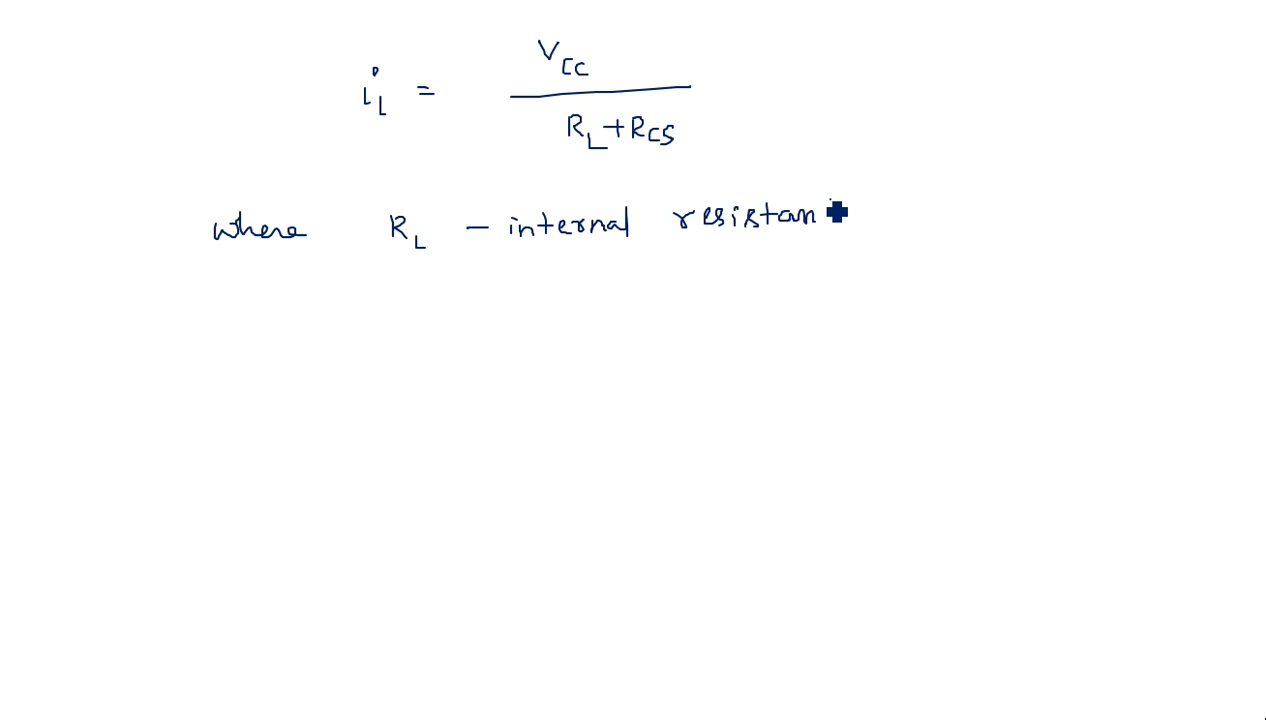 i_L = V_CC / (R_L + R_CS)
where R_L - internal resistan